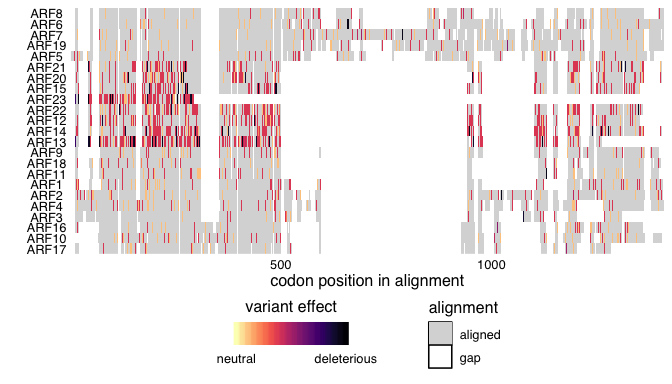 ARF8
ARF6
ARF7
ARF19
ARF5
ARF21
ARF20
ARF15
ARF23
ARF22
ARF12
ARF14
ARF13
ARF9
ARF18
ARF11
ARF1
ARF2
ARF4
ARF3
ARF16
ARF10
ARF17
500 1000
codon position in alignment
variant effect
neutral deleterious
alignment
aligned
gap